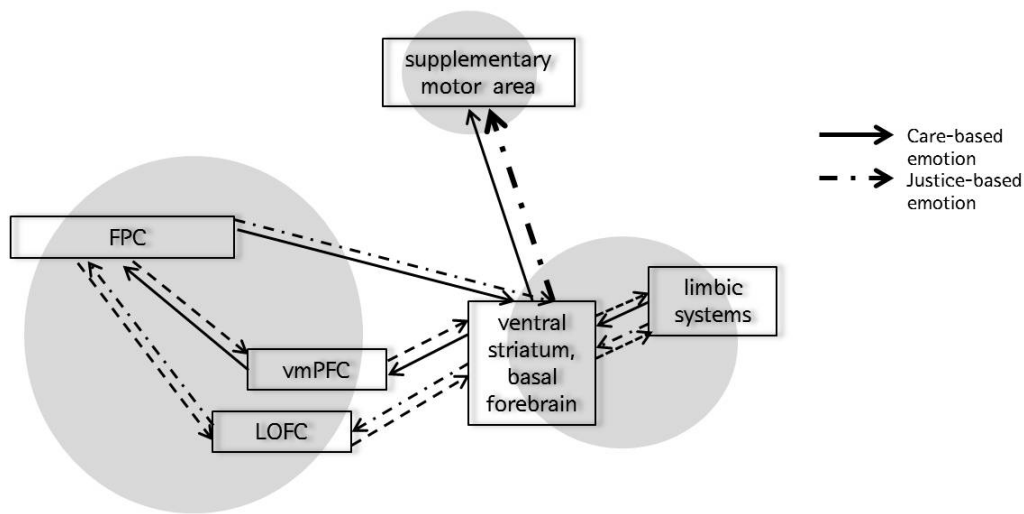 supplementary
motor area
Care-based
emotion
Justice-based
emotion
FPC
limbic
systems
ventral
striatum,
basal
forebrain
vmPFC
LOFC